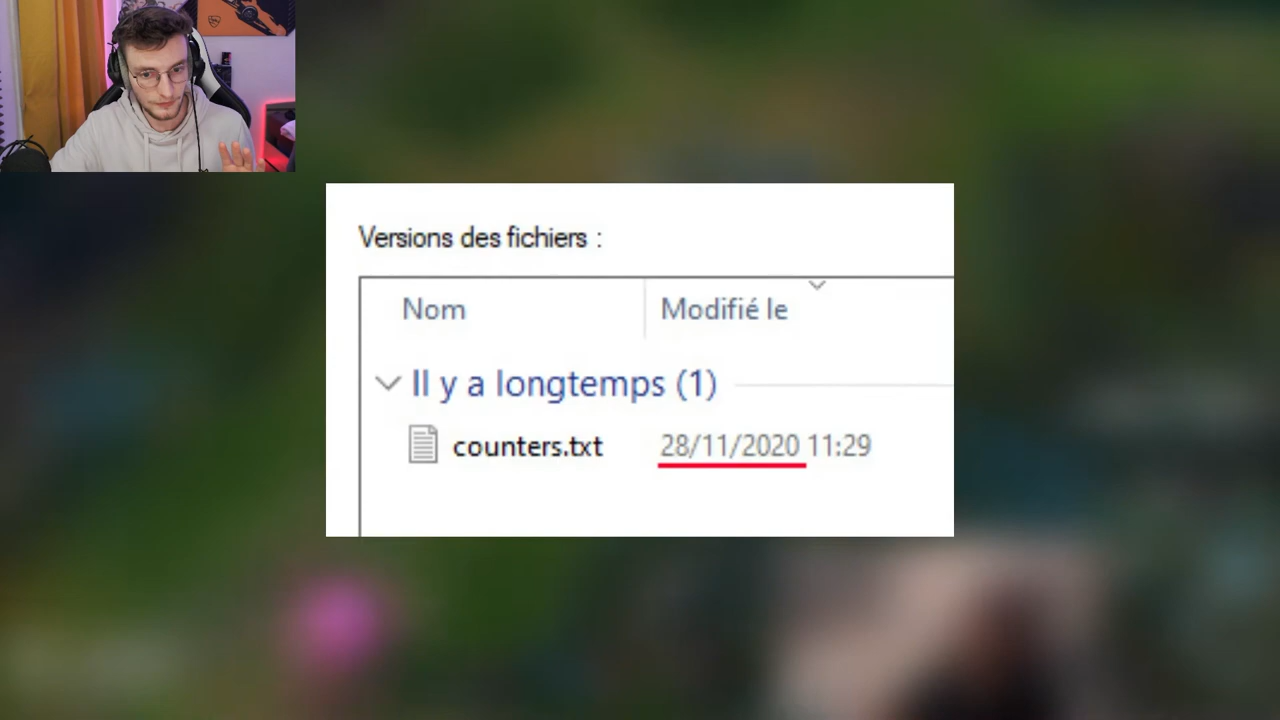 Versions des fichiers :
Nom Modifié le
Il y a longtemps (1)
counters.txt 28/11/2020 11:29